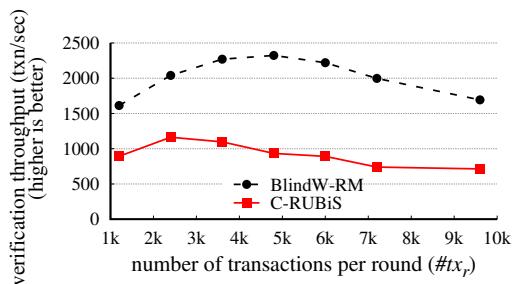 verification throughput (txn/sec)
(higher is better)
2500
2000
1500
1000
500
0
BlindW-RM
C-RUBiS
1k 2k 3k 4k 5k 6k 7k 8k 9k 10k
number of transactions per round (#txr)